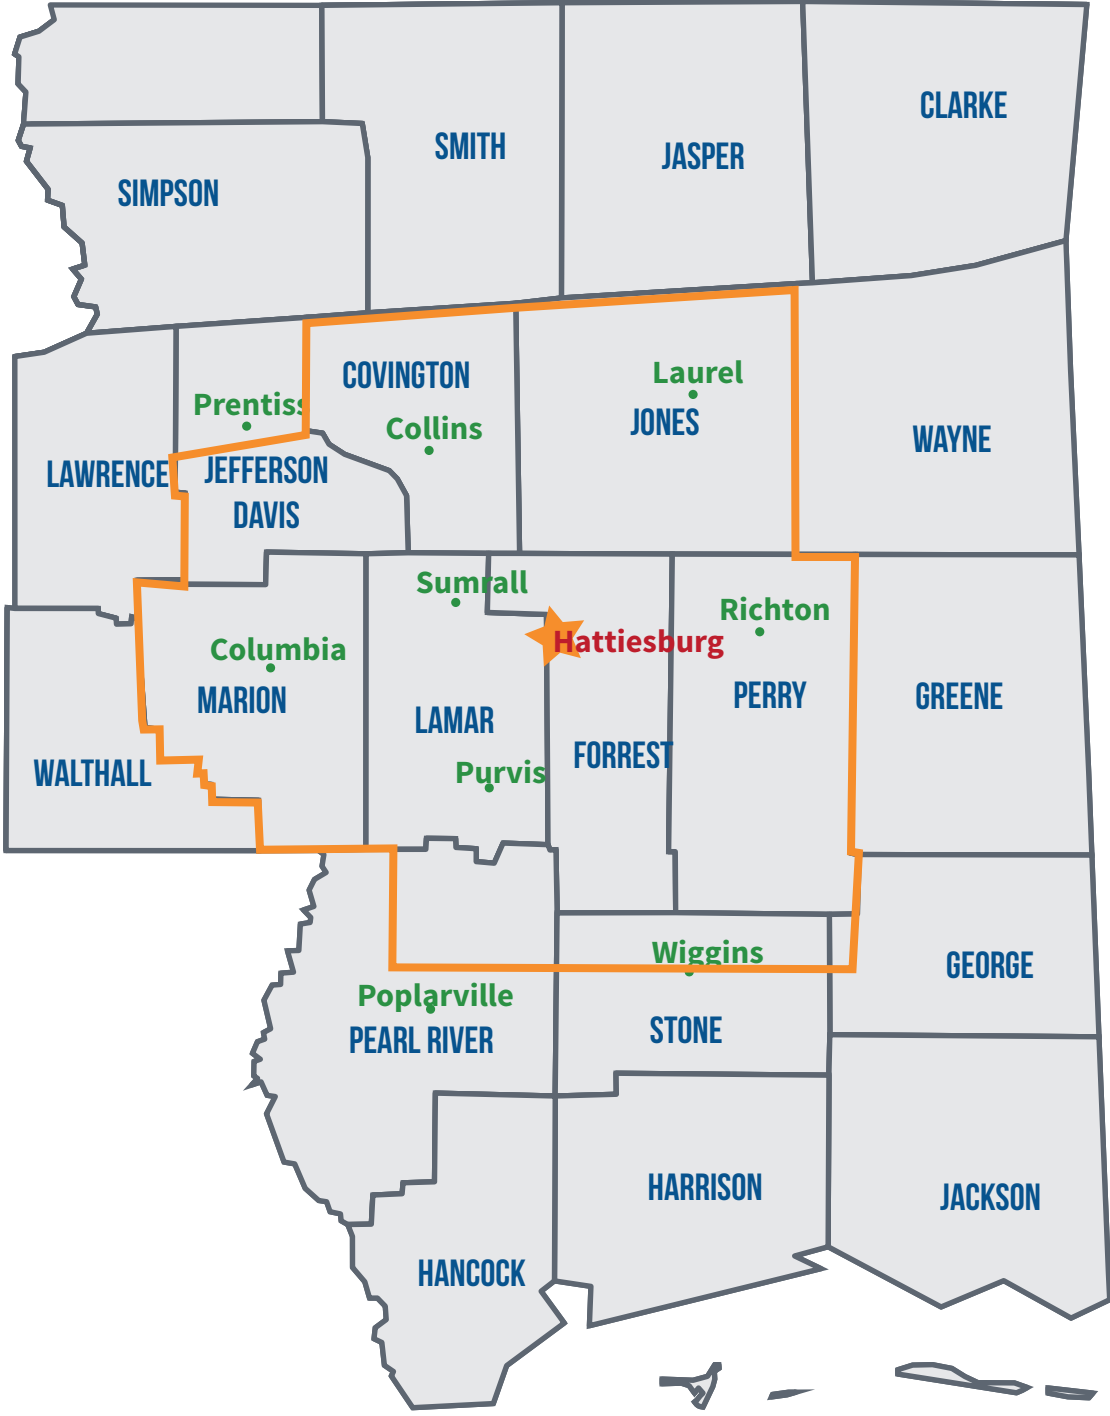 CLARKE
SMITH
JASPER
SIMPSON
Laurel
COVINGTON
Prentiss
JONES
Collins
WAYNE
LAWRENCE
JEFFERSON
DAVIS
Sumrall
Richton
Hattiesburg
Columbia
PERRY
GREENE
MARION
LAMAR
FORREST
WALTHALL
Purvis
Wiggins
GEORGE
Poplarville
STONE
PEARL RIVER
HARRISON
JACKSON
HANCOCK